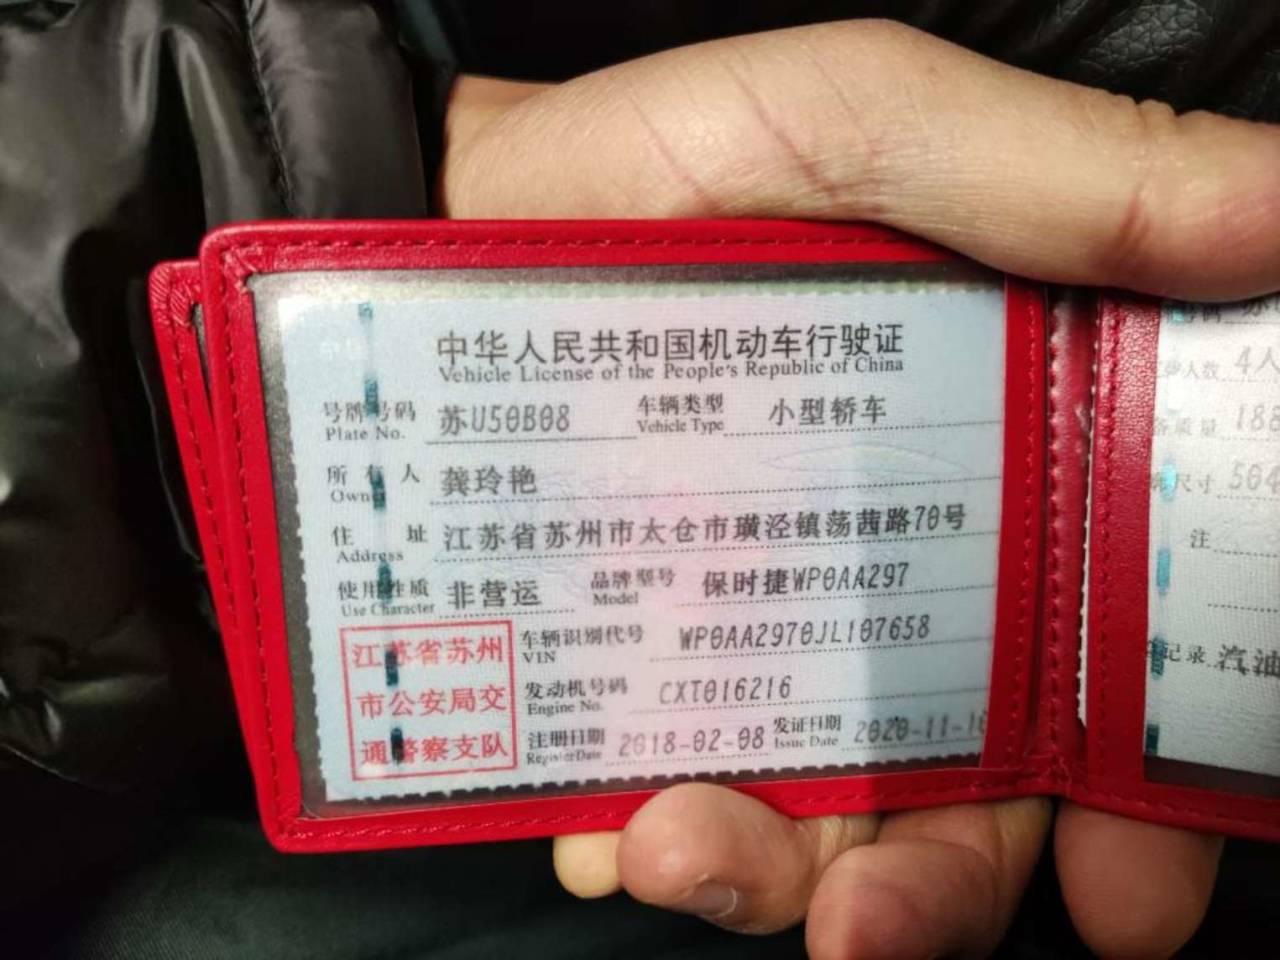 中华人民共和国机动车行驶证
Vehicle License of the People's Republic of China
号牌号码 苏U50B08 车辆类型 小型轿车
Plate No. Vehicle Type
所有人 龚玲艳
Owner
住址 江苏省苏州市太仓市璜泾镇荡茜路70号
Address
使用性质 非营运 品牌型号 保时捷WP0AA297
Use Character Model
车辆识别代号 WP0AA2970JL107658
VIN
发动机号码 CXT016216
Engine No.
注册日期 2018-02-08 发证日期 2020-11-1
Register Date Issue Date
江苏省苏州
市公安局交
通警察支队
人数 4人
质量 188
尺寸 504
注
记录 汽油